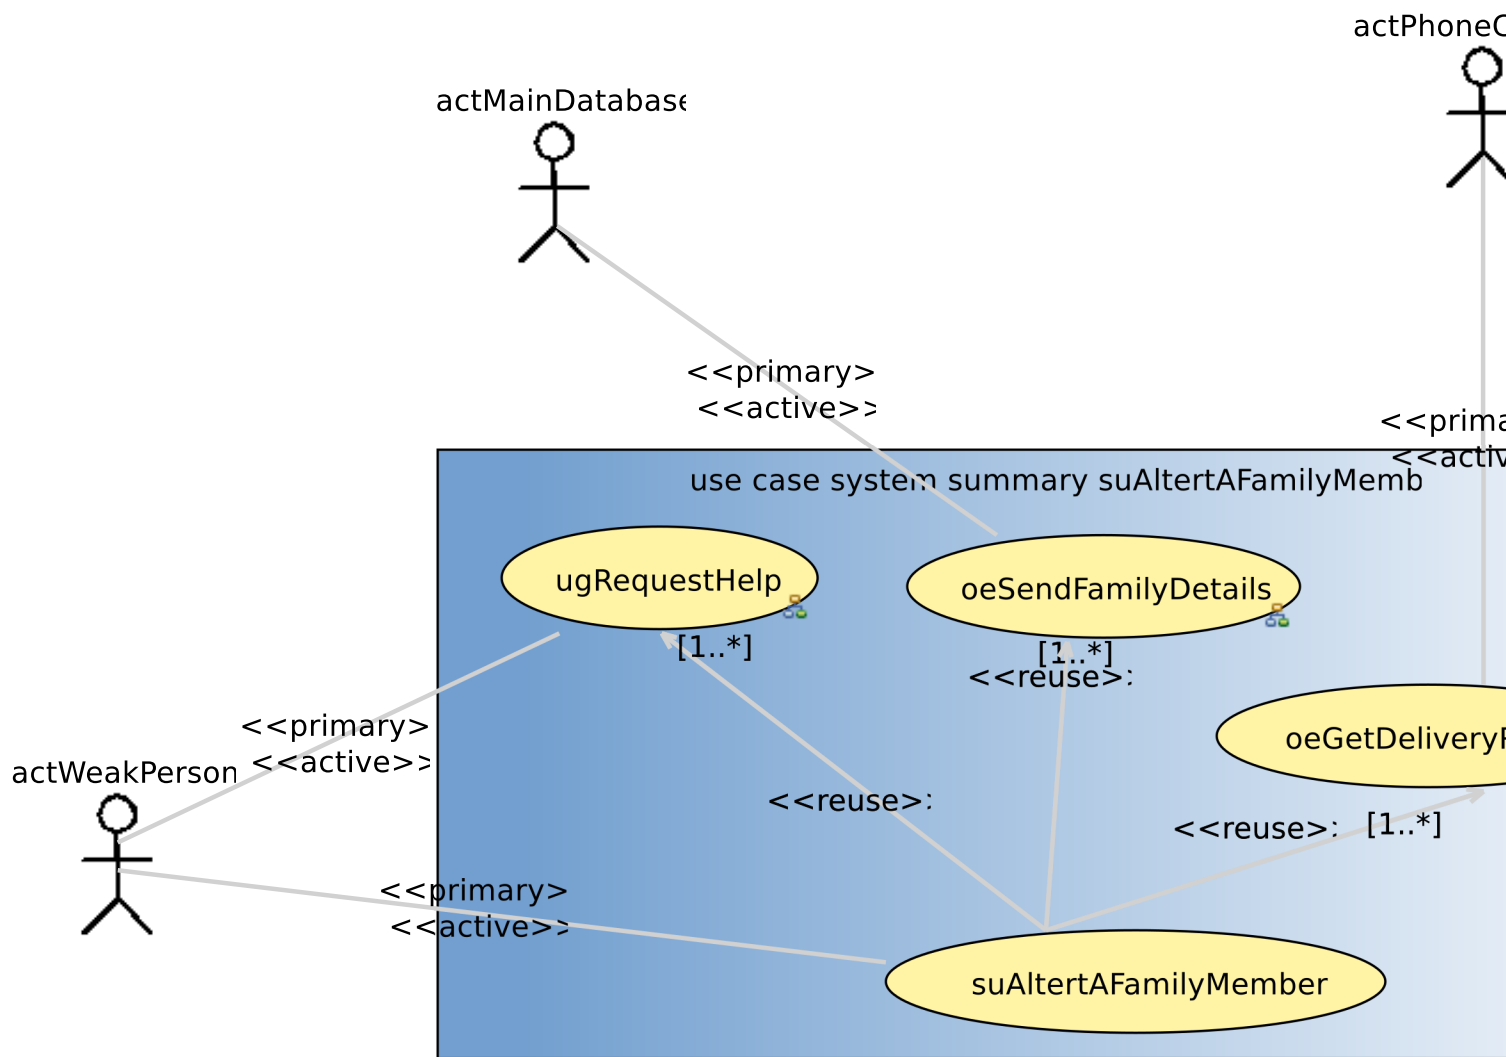 actPhoneC
actMainDatabase
<<primary>
<<active>>
<<prima
<<activ
use case system summary suAltertAFamilyMemb
ugRequestHelp
oeSendFamilyDetails
[1..*]
[1..*]
<<reuse>:
<<primary>
<<active>>
oeGetDeliveryR
actWeakPerson
<<reuse>:
<<reuse>:
[1..*]
<<primary>
<<active>>
suAltertAFamilyMember